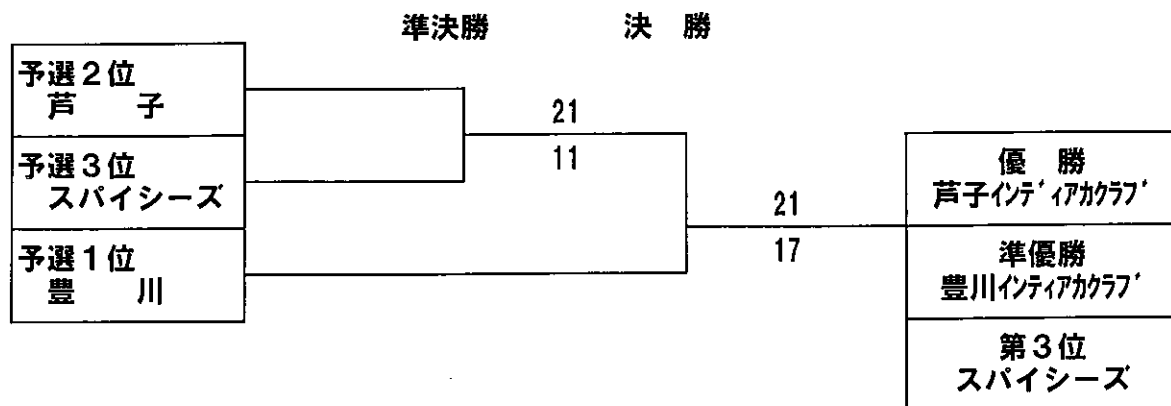 準決勝 決 勝
予選2位
芦 子
予選3位
スパイシーズ
予選1位
豊 川
21
11
21
17
優 勝
芦子インディアカクラブ
準優勝
豊川インティアカクラブ
第3位
スパイシーズ